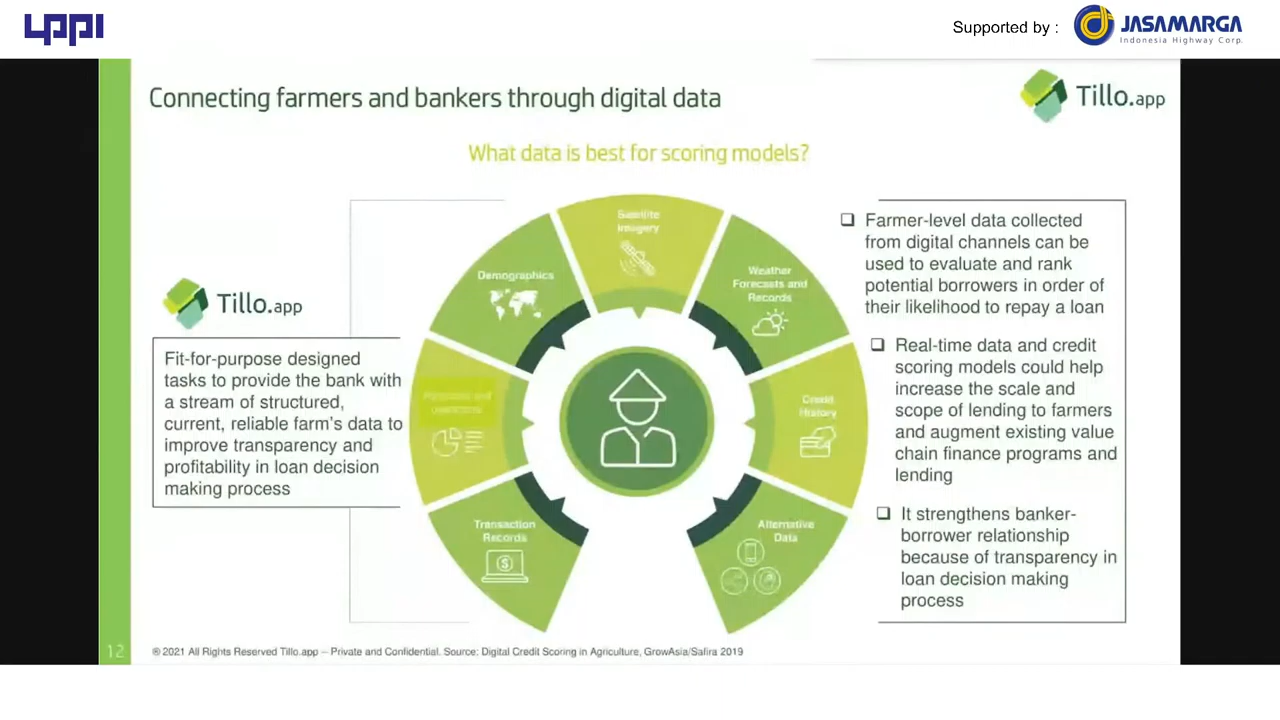 LPPI
Supported by :
JASAMARGA
Indonesia Highway Corp.
Connecting farmers and bankers through digital data
Tillo.app
What data is best for scoring models?
Tillo.app
Fit-for-purpose designed
tasks to provide the bank with
a stream of structured,
current, reliable farm's data to
improve transparency and
profitability in loan decision
making process
Satellite
Imagery
Demographics
Weather
Forecasts and
Records
Credit
History
Transaction
Records
Alternative
Data
Farmer-level data collected
from digital channels can be
used to evaluate and rank
potential borrowers in order of
their likelihood to repay a loan
Real-time data and credit
scoring models could help
increase the scale and
scope of lending to farmers
and augment existing value
chain finance programs and
lending
It strengthens banker-
borrower relationship
because of transparency in
loan decision making
process
12
® 2021 All Rights Reserved Tillo.app – Private and Confidential. Source: Digital Credit Scoring in Agriculture, GrowAsia/Safira 2019